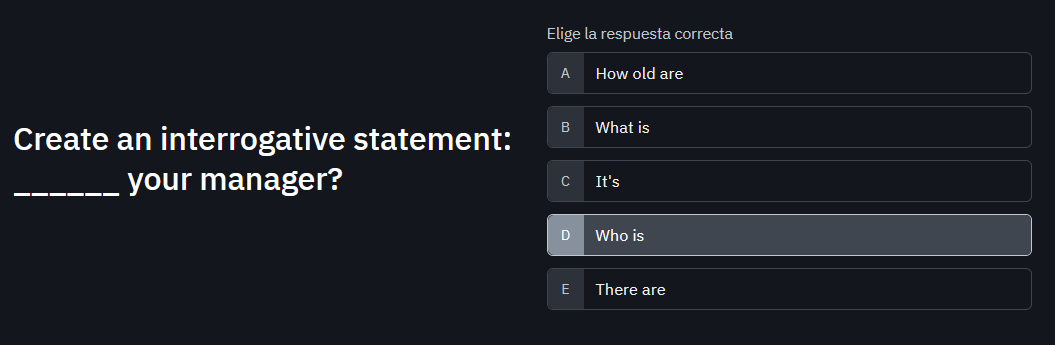 Create an interrogative statement:
______ your manager?
Elige la respuesta correcta
A How old are
B What is
C It's
D Who is
E There are